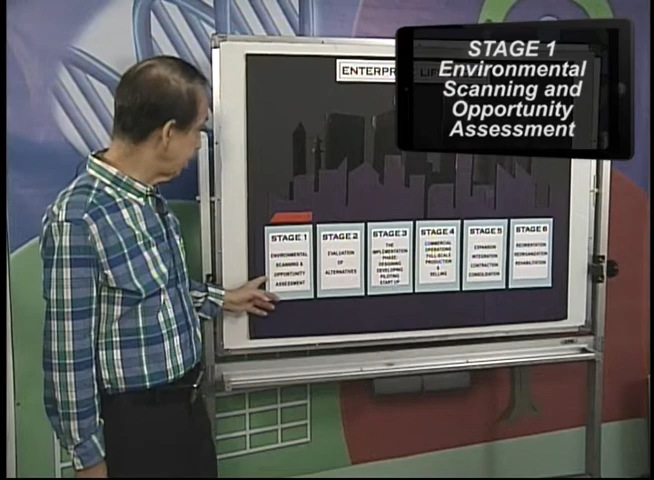 ENTERPR
STAGE 1
Environmental
Scanning and
Opportunity
Assessment
STAGE 1
ENVIRONMENTAL
SCANNING &
OPPORTUNITY
ASSESSMENT
STAGE 2
EVALUATION
OF
ALTERNATIVES
STAGE 3
THE
IMPLEMENTATION
PHASE:
DESIGNING
DEVELOPING
PILOTING
START UP
STAGE 4
COMMERCIAL
OPERATIONS
FULL-SCALE
PRODUCTION
&
SELLING
STAGE 5
EXPANSION
INTEGRATION
CONTRACTION
CONSOLIDATION
STAGE 6
REORIENTATION
REORGANIZATION
REHABILITATION